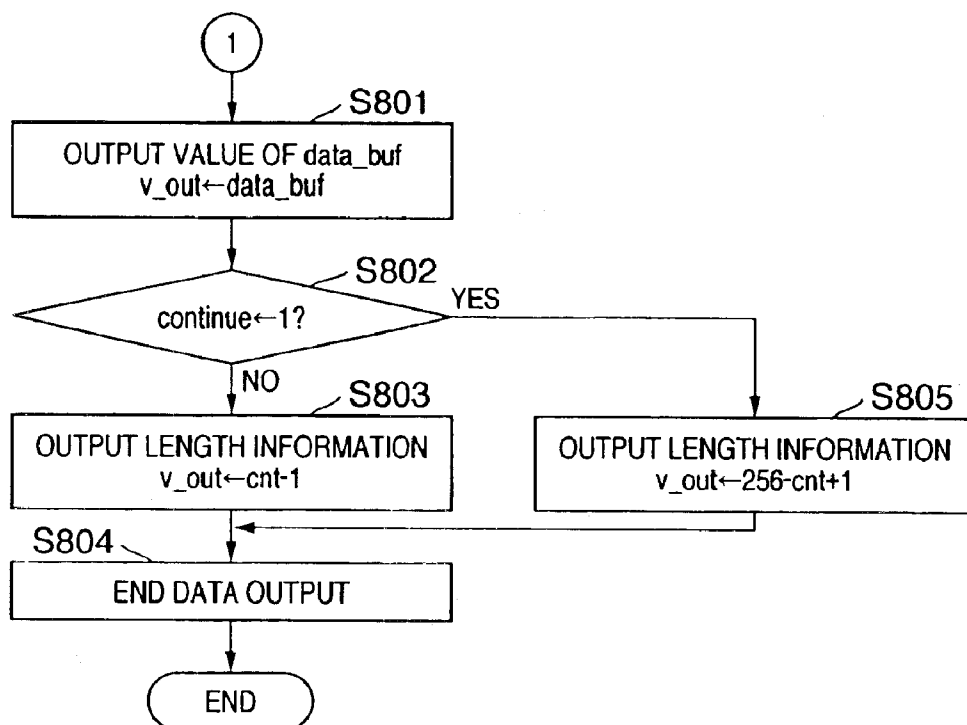 1
S801
OUTPUT VALUE OF data_buf
v_out←data_buf
S802
continue←1?
YES
NO
S803
OUTPUT LENGTH INFORMATION
v_out←cnt-1
S805
OUTPUT LENGTH INFORMATION
v_out←256-cnt+1
S804
END DATA OUTPUT
END